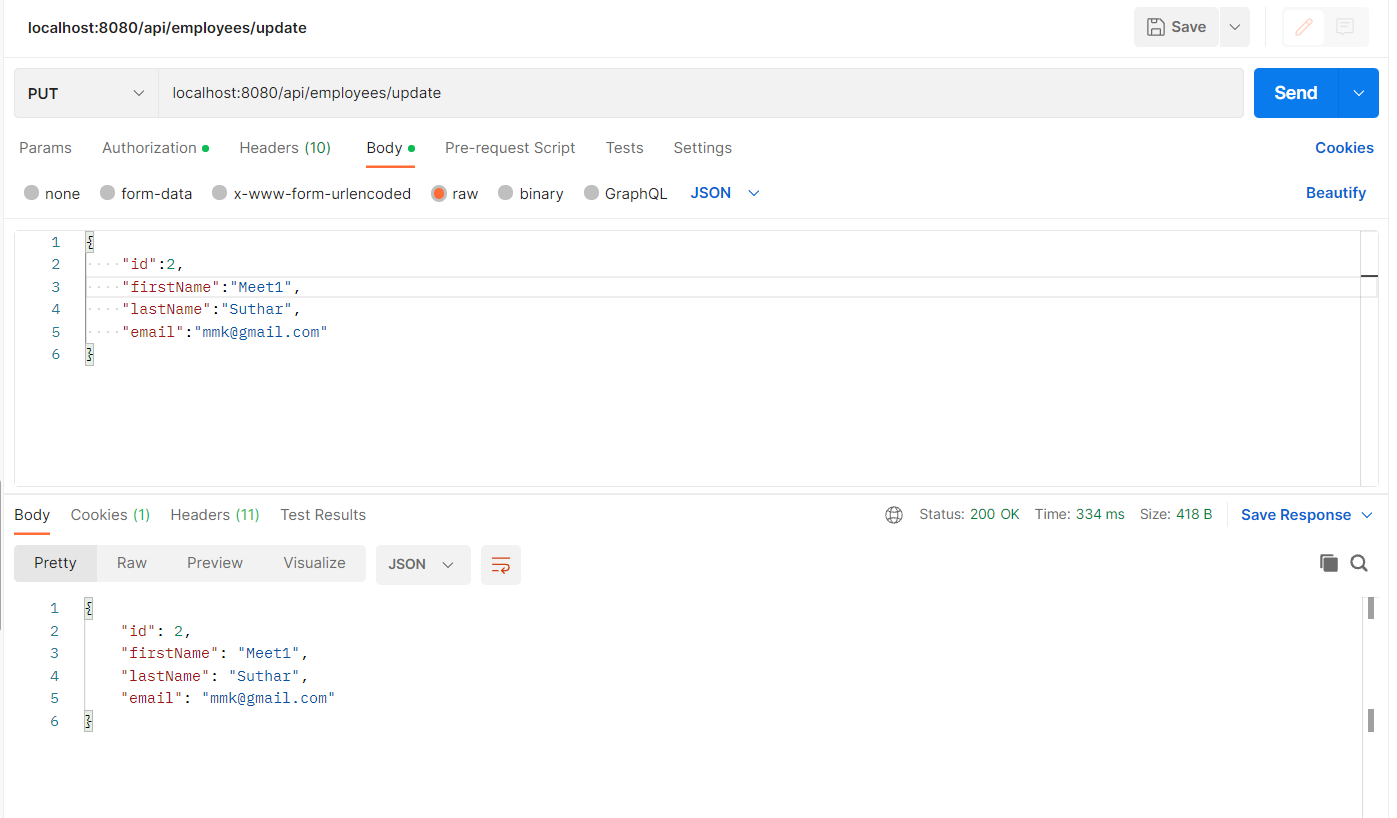 localhost:8080/api/employees/update
Save
PUT
localhost:8080/api/employees/update
Send
Params Authorization Headers (10) Body Pre-request Script Tests Settings Cookies
none form-data x-www-form-urlencoded raw binary GraphQL JSON Beautify
1 {
2 "id":2,
3 "firstName":"Meet1",
4 "lastName":"Suthar",
5 "email":"mmk@gmail.com"
6 }
Body Cookies (1) Headers (11) Test Results Status: 200 OK Time: 334 ms Size: 418 B Save Response
Pretty Raw Preview Visualize JSON
1 {
2 "id": 2,
3 "firstName": "Meet1",
4 "lastName": "Suthar",
5 "email": "mmk@gmail.com"
6 }